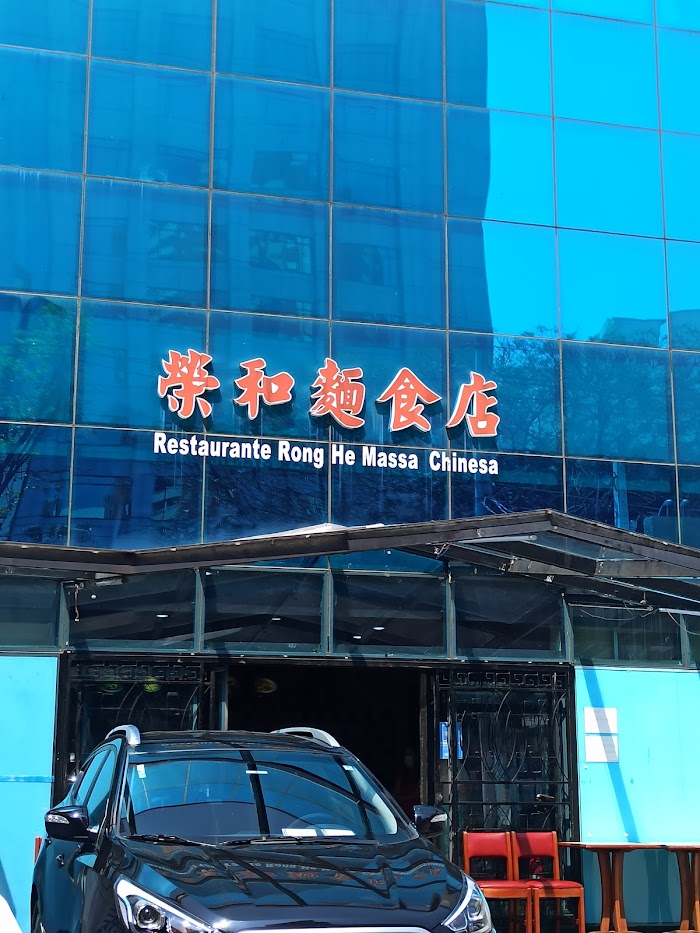 榮和麵食店
Restaurante Rong He Massa Chinesa